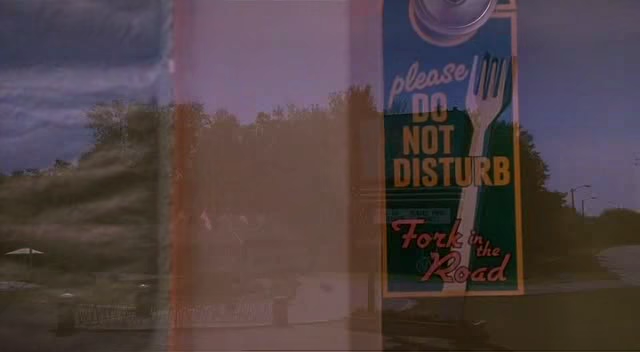 please
DO
NOT
DISTURB
Fork in the
Road